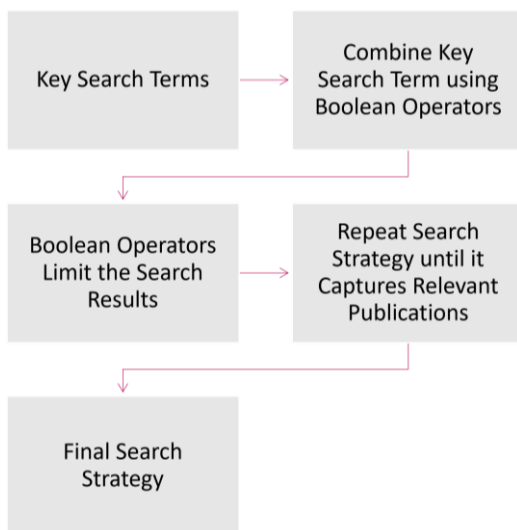 Key Search Terms
Combine Key
Search Term using
Boolean Operators
Boolean Operators
Limit the Search
Results
Repeat Search
Strategy until it
Captures Relevant
Publications
Final Search
Strategy